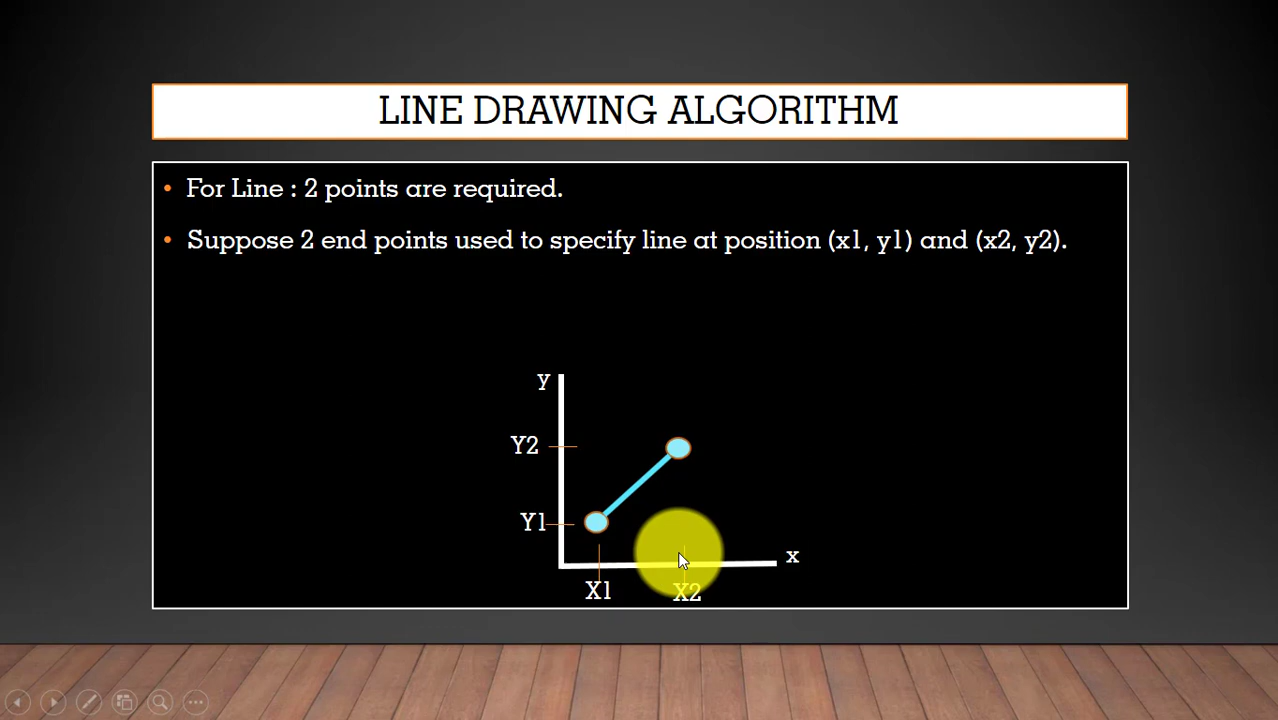 LINE DRAWING ALGORITHM
• For Line : 2 points are required.
• Suppose 2 end points used to specify line at position (x1, y1) and (x2, y2).
y
Y2
Y1
x
X1
X2